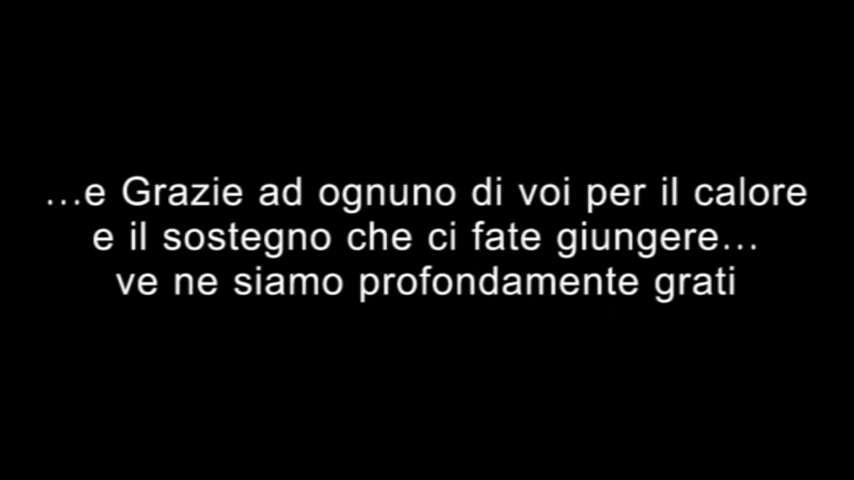 ...e Grazie ad ognuno di voi per il calore
e il sostegno che ci fate giungere...
ve ne siamo profondamente grati